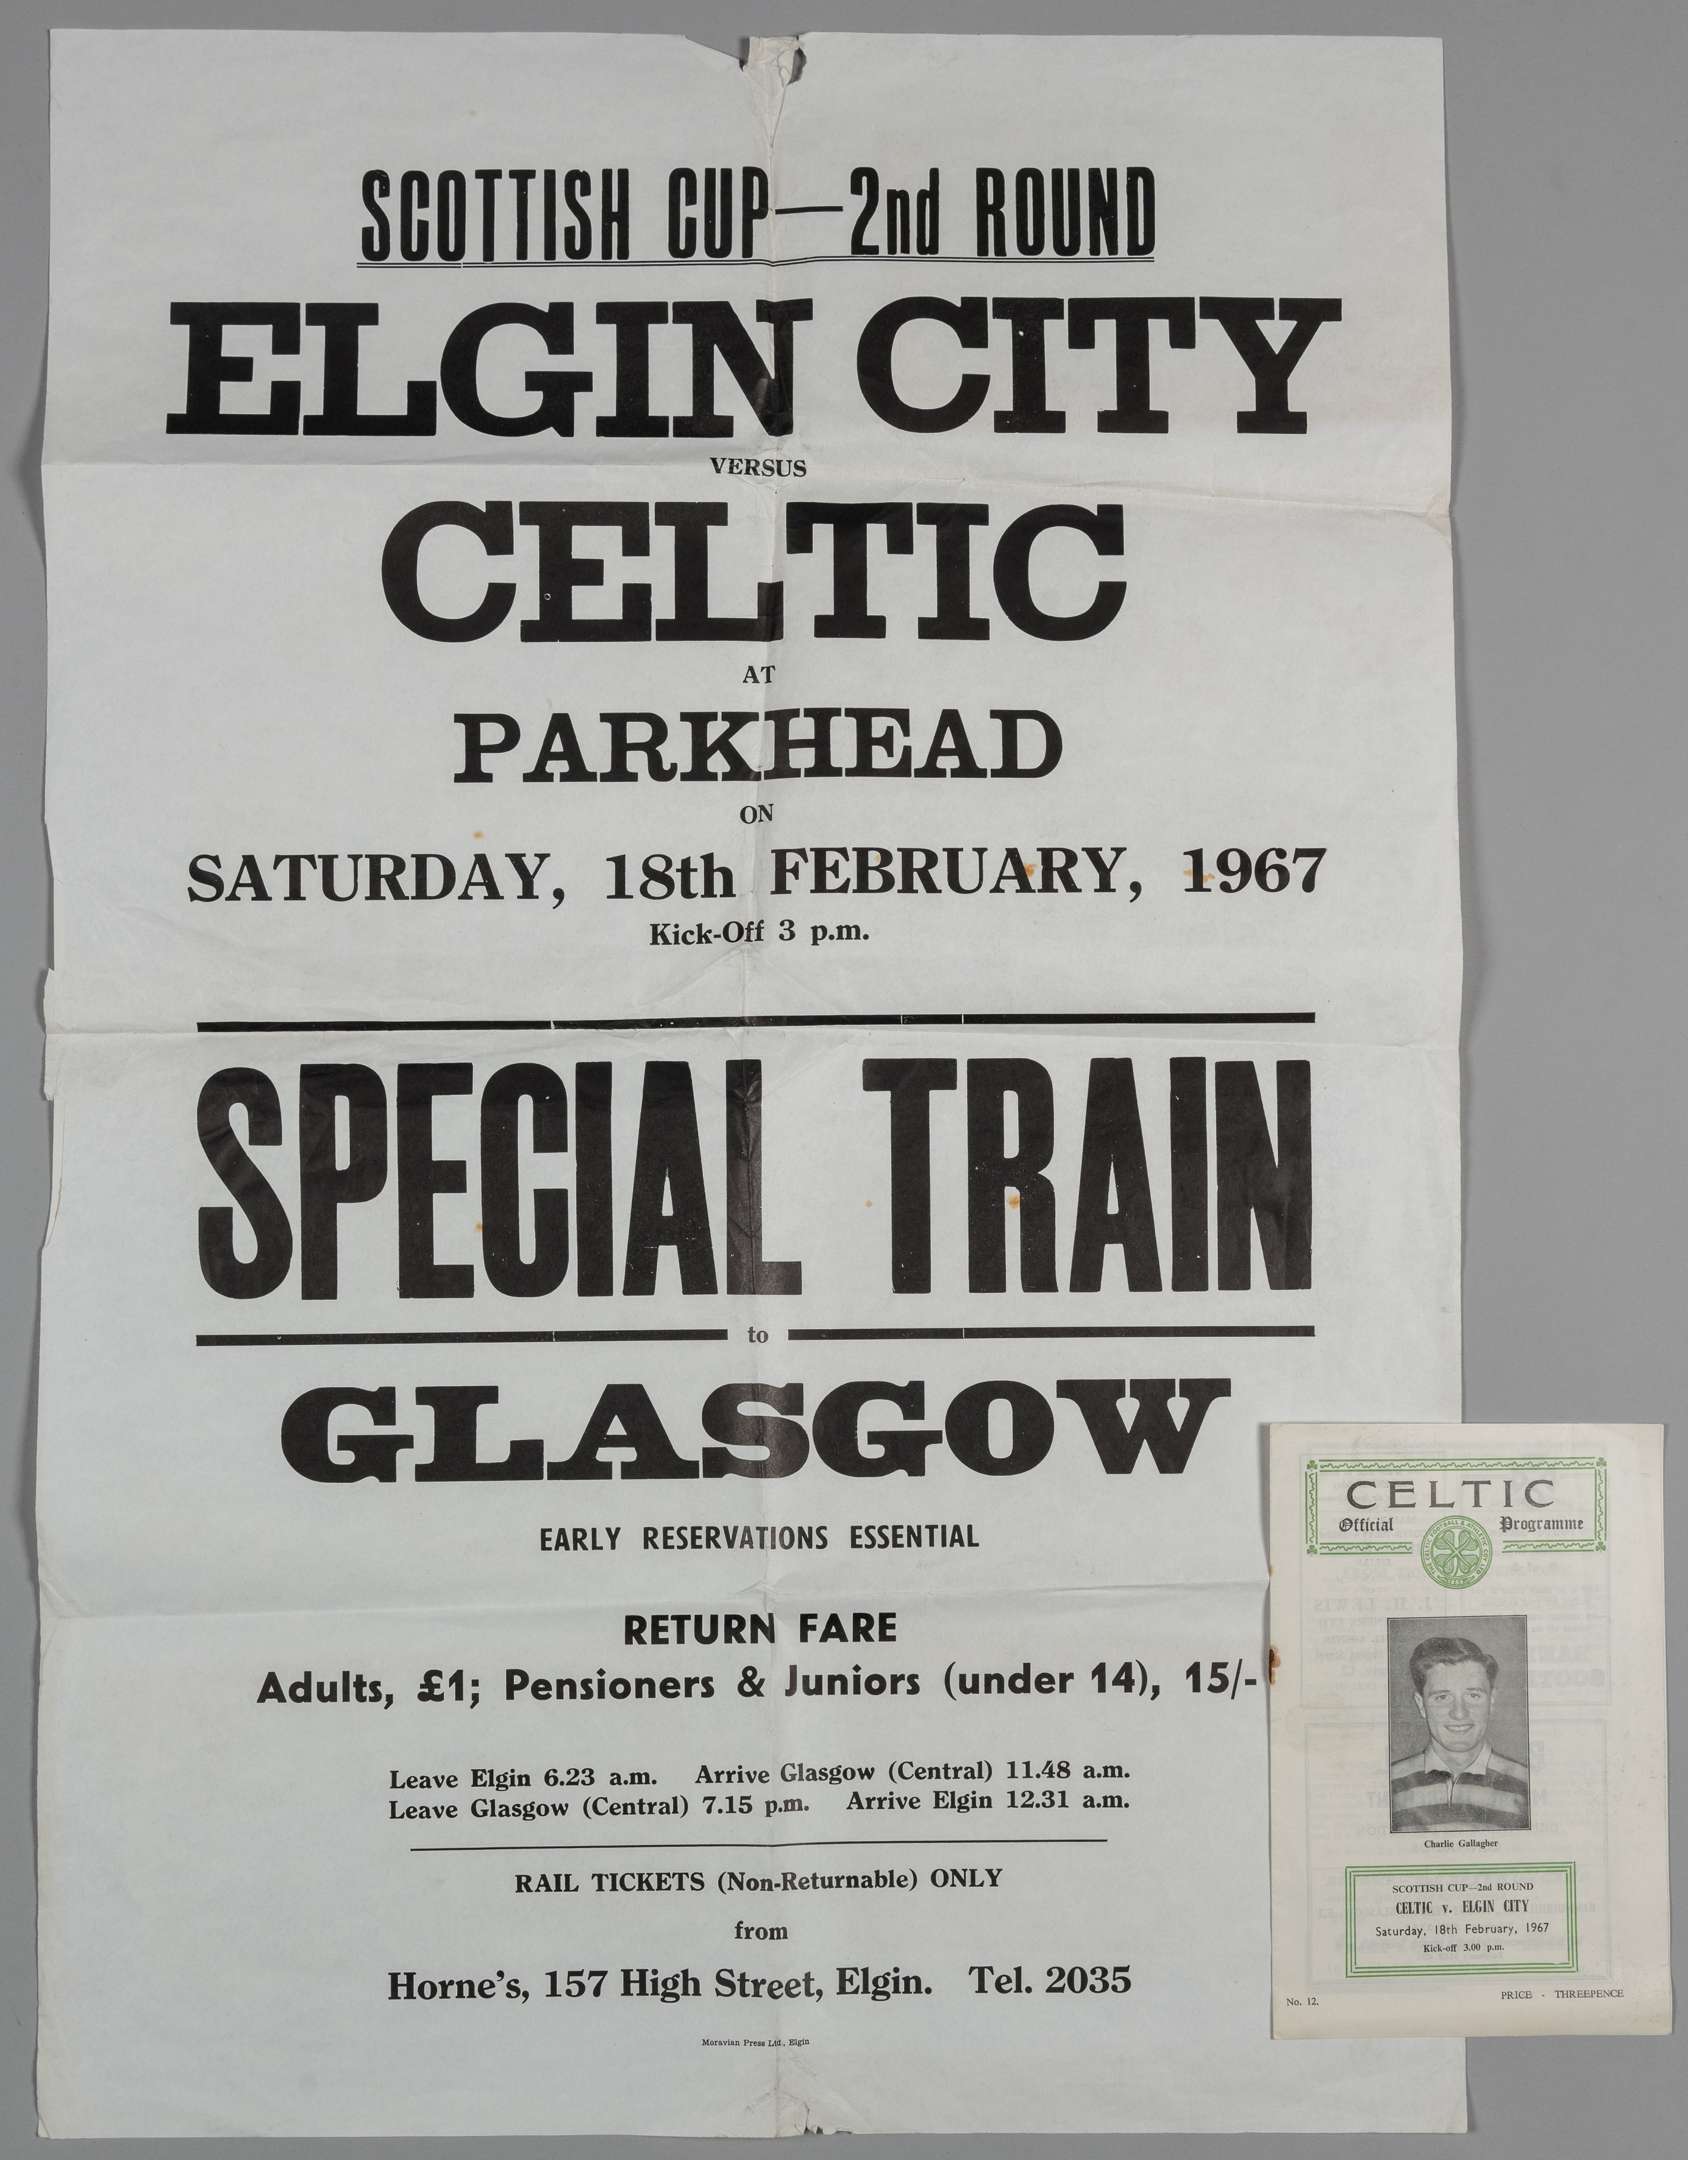 SCOTTISH CUP—2nd ROUND
ELGIN CITY
VERSUS
CELTIC
AT
PARKHEAD
ON
SATURDAY, 18th FEBRUARY, 1967
Kick-Off 3 p.m.
SPECIAL TRAIN
to
GLASGOW
EARLY RESERVATIONS ESSENTIAL
RETURN FARE
Adults, £1; Pensioners & Juniors (under 14), 15/-
Leave Elgin 6.23 a.m. Arrive Glasgow (Central) 11.48 a.m.
Leave Glasgow (Central) 7.15 p.m. Arrive Elgin 12.31 a.m.
RAIL TICKETS (Non-Returnable) ONLY
from
Horne's, 157 High Street, Elgin. Tel. 2035
Moravian Press Ltd., Elgin
CELTIC
Official Programme
Charlie Gallagher
SCOTTISH CUP—2nd ROUND
CELTIC v. ELGIN CITY
Saturday, 18th February, 1967
Kick-off 3.00 p.m.
No. 12.
PRICE - THREEPENCE